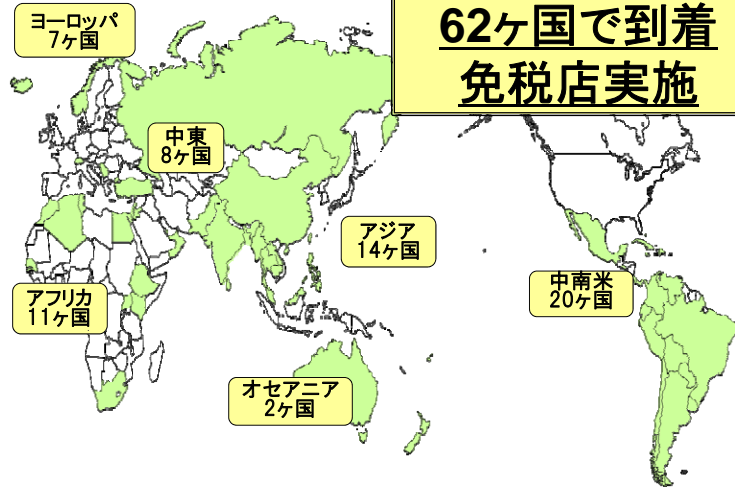 62ヶ国で到着
免税店実施
ヨーロッパ
7ヶ国
中東
8ヶ国
アジア
14ヶ国
アフリカ
11ヶ国
中南米
20ヶ国
オセアニア
2ヶ国